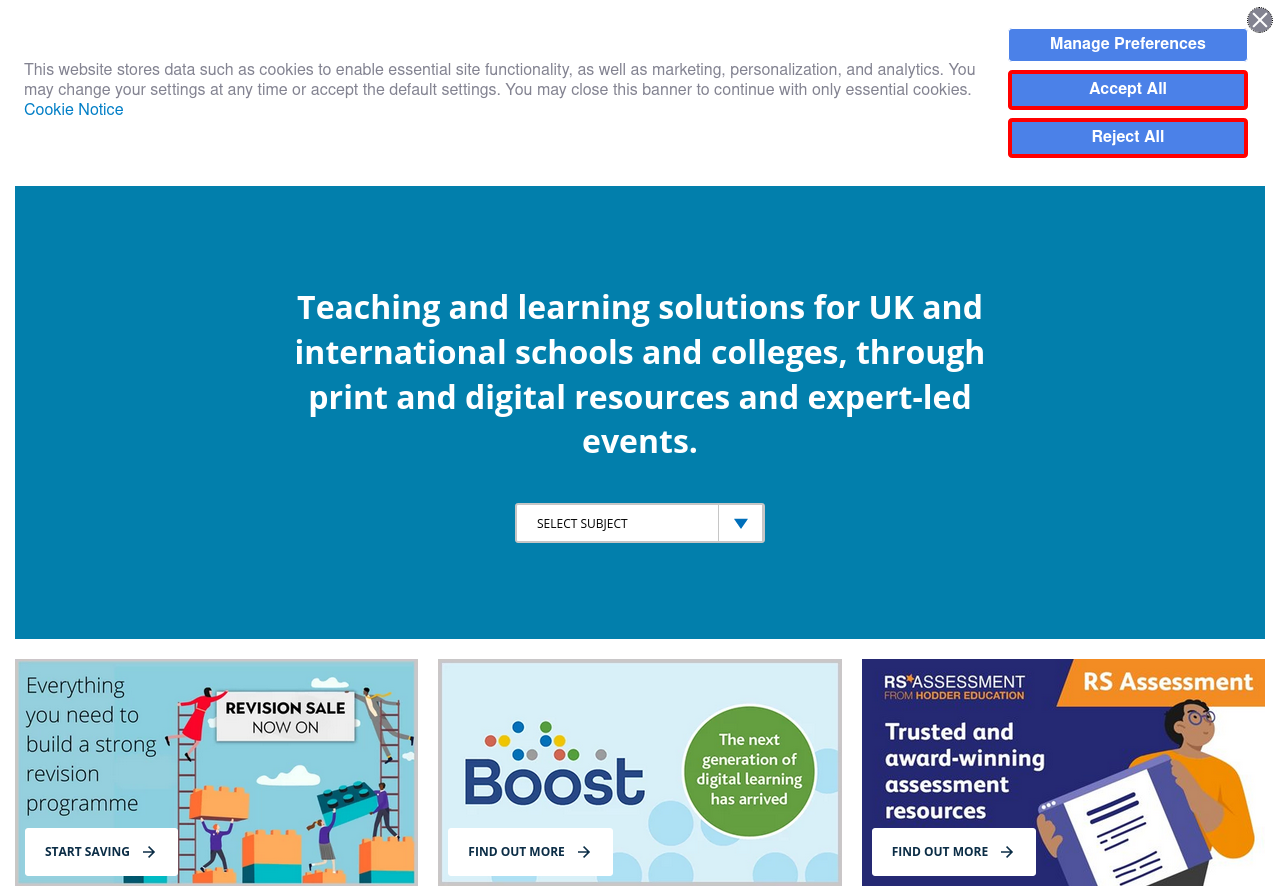 This website stores data such as cookies to enable essential site functionality, as well as marketing, personalization, and analytics. You
may change your settings at any time or accept the default settings. You may close this banner to continue with only essential cookies.
Cookie Notice
Manage Preferences
Accept All
Reject All
Teaching and learning solutions for UK and
international schools and colleges, through
print and digital resources and expert-led
events.
SELECT SUBJECT
Everything
you need to
build a strong
revision
programme
REVISION SALE
NOW ON
START SAVING
Boost
The next
generation of
digital learning
has arrived
FIND OUT MORE
RS ASSESSMENT
FROM HODDER EDUCATION
RS Assessment
Trusted and
award-winning
assessment
resources
FIND OUT MORE